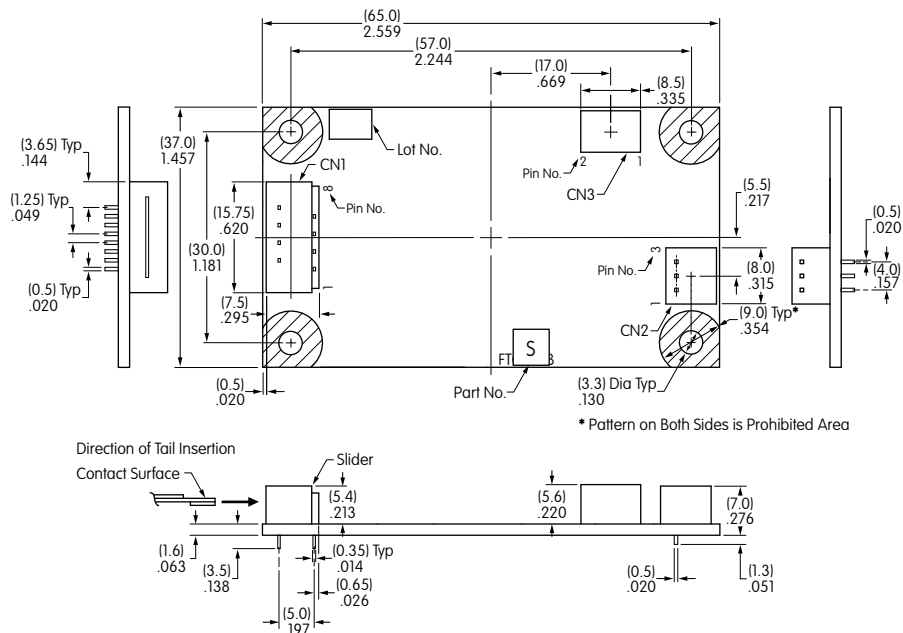 (65.0)
2.559
(57.0)
2.244
(17.0)
.669
(8.5)
.335
(3.65) Typ
.144
(37.0)
1.457
Lot No.
CN1
8
Pin No.
2
1
Pin No.
CN3
(5.5)
.217
(1.25) Typ
.049
(15.75)
.620
(30.0)
1.181
(0.5)
.020
3
Pin No.
(8.0)
.315
(4.0)
.157
(0.5) Typ
.020
(7.5)
.295
1
1
CN2
(9.0) Typ*
.354
S
FT
(0.5)
.020
Part No.
(3.3) Dia Typ
.130
* Pattern on Both Sides is Prohibited Area
Direction of Tail Insertion
Contact Surface
Slider
(5.4)
.213
(5.6)
.220
(7.0)
.276
(1.6)
.063
(3.5)
.138
(0.35) Typ
.014
(0.65)
.026
(5.0)
.197
(0.5)
.020
(1.3)
.051